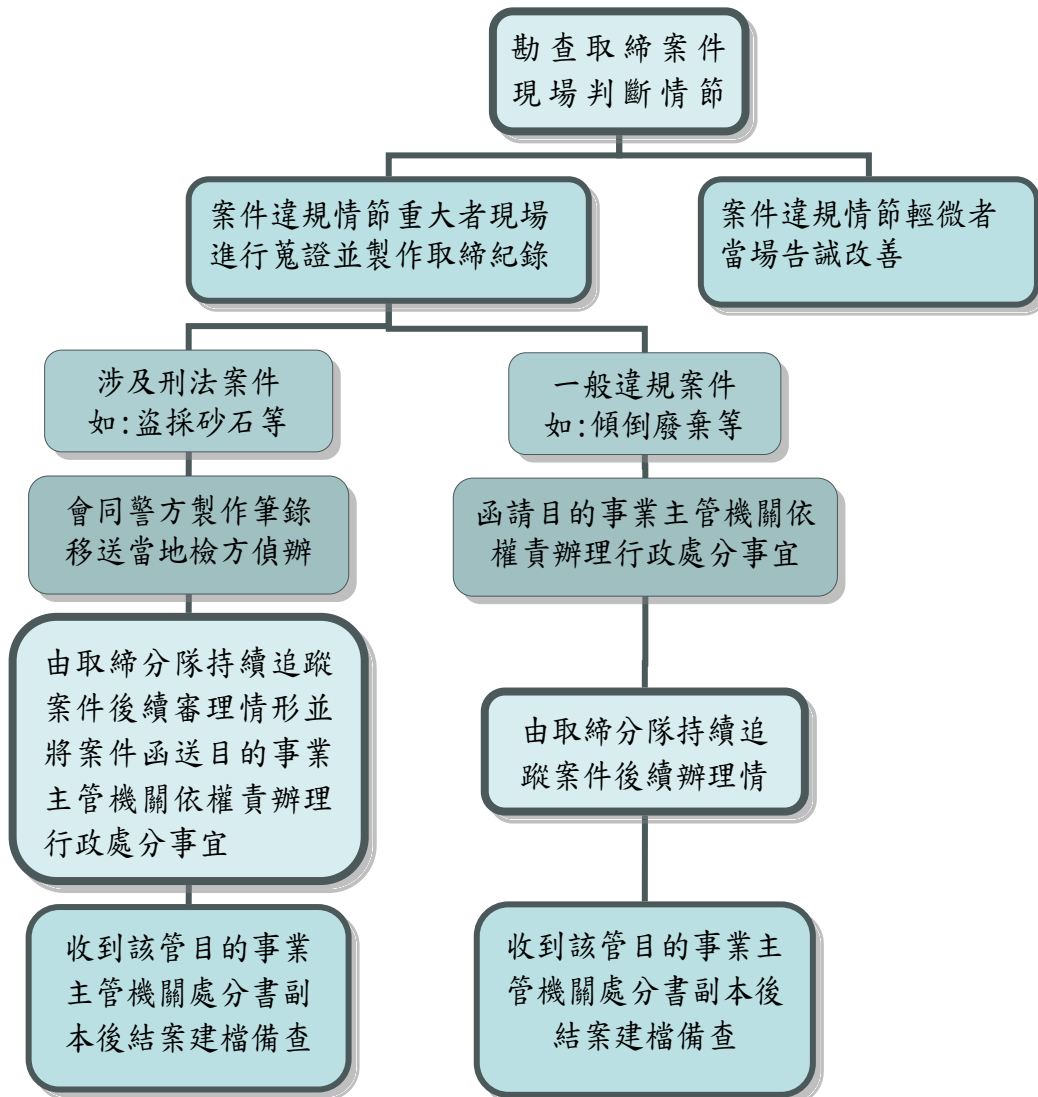 勘查取締案件
現場判斷情節
案件違規情節重大者現場
進行蒐證並製作取締紀錄
案件違規情節輕微者
當場告誡改善
涉及刑法案件
如:盜採砂石等
一般違規案件
如:傾倒廢棄等
會同警方製作筆錄
移送當地檢方偵辦
函請目的事業主管機關依
權責辦理行政處分事宜
由取締分隊持續追蹤
案件後續審理情形並
將案件函送目的事業
主管機關依權責辦理
行政處分事宜
由取締分隊持續追
蹤案件後續辦理情
收到該管目的事業
主管機關處分書副
本後結案建檔備查
收到該管目的事業主
管機關處分書副本後
結案建檔備查